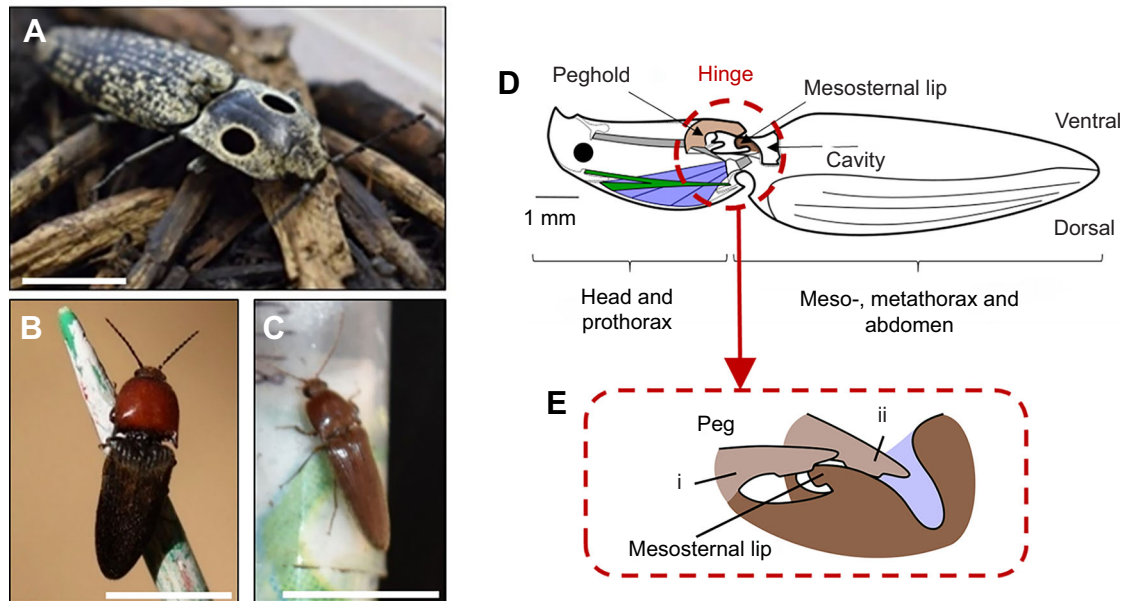 A
B
C
D
Peghold
Hinge
Mesosternal lip
Ventral
Cavity
1 mm
Dorsal
Head and
prothorax
Meso-, metathorax and
abdomen
E
Peg
ii
i
Mesosternal lip